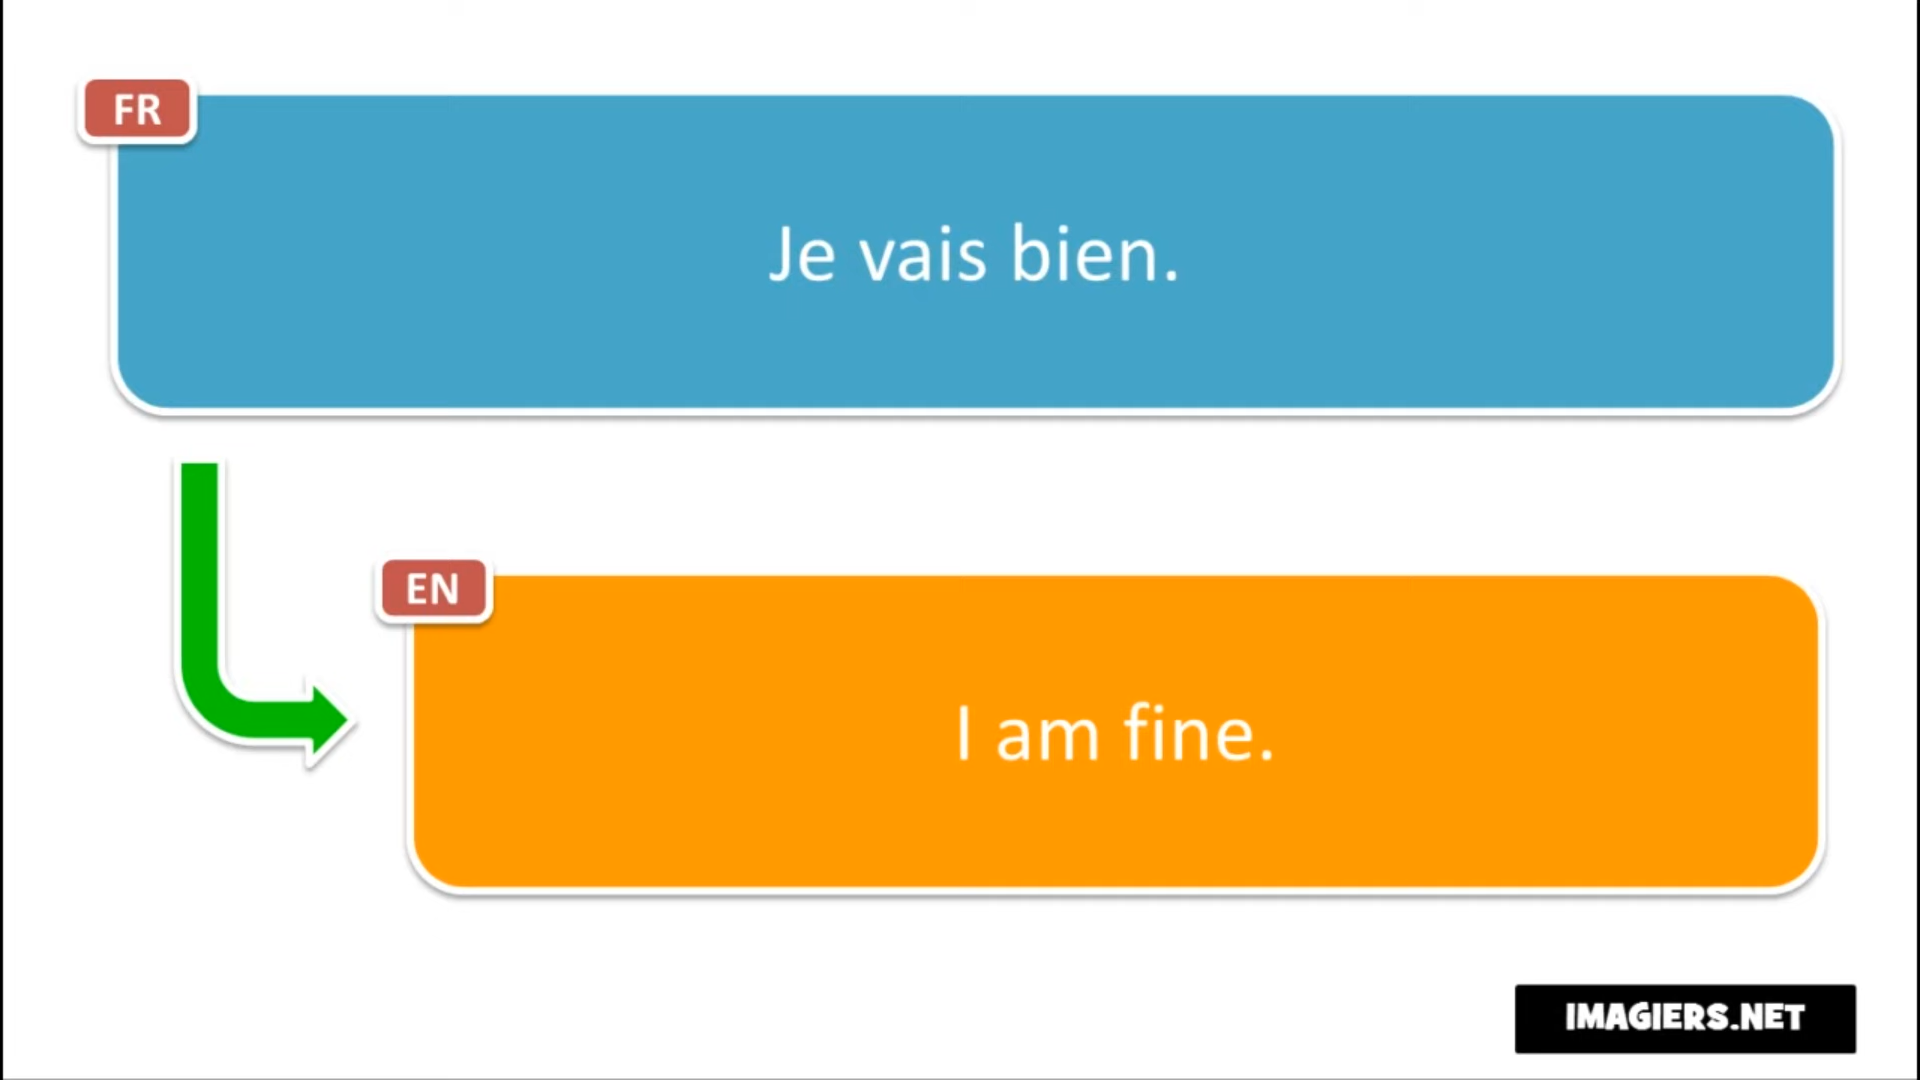 FR
Je vais bien.
EN
I am fine.
IMAGIERS.NET